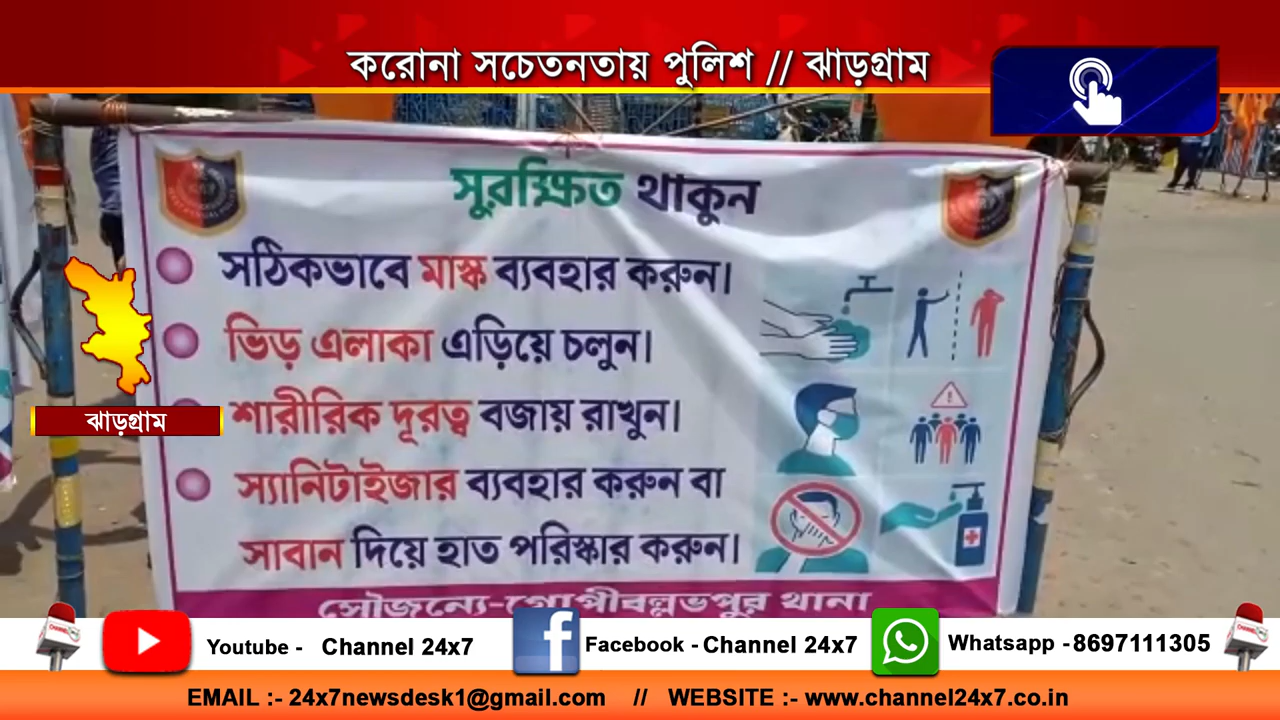 করোনা সচেতনতায় পুলিশ // ঝাড়গ্রাম
সুরক্ষিত থাকুন
সঠিকভাবে মাস্ক ব্যবহার করুন।
ভিড় এলাকা এড়িয়ে চলুন।
শারীরিক দূরত্ব বজায় রাখুন।
স্যানিটাইজার ব্যবহার করুন বা
সাবান দিয়ে হাত পরিস্কার করুন।
সৌজন্যে-গোপীবল্লভপুর থানা
ঝাড়গ্রাম
Youtube - Channel 24x7 Facebook - Channel 24x7 Whatsapp -8697111305
EMAIL :- 24x7newsdesk1@gmail.com // WEBSITE :- www.channel24x7.co.in